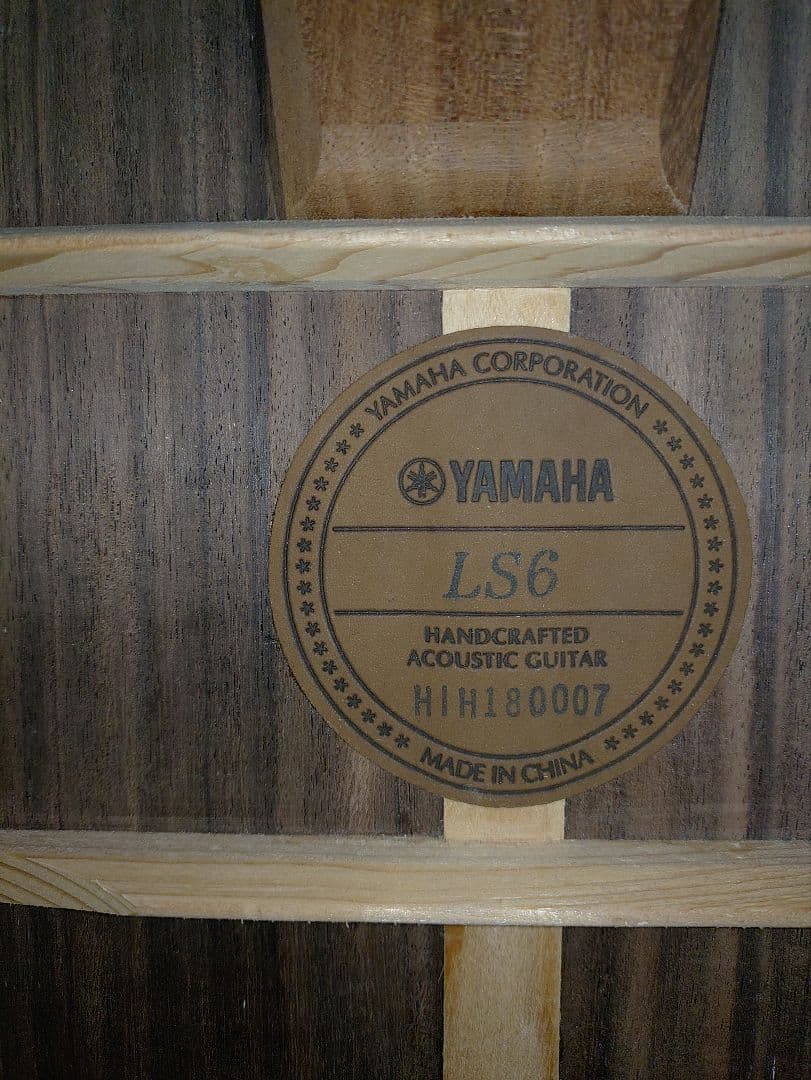 YAMAHA CORPORATION
YAMAHA
LS6
HANDCRAFTED
ACOUSTIC GUITAR
HIH180007
MADE IN CHINA